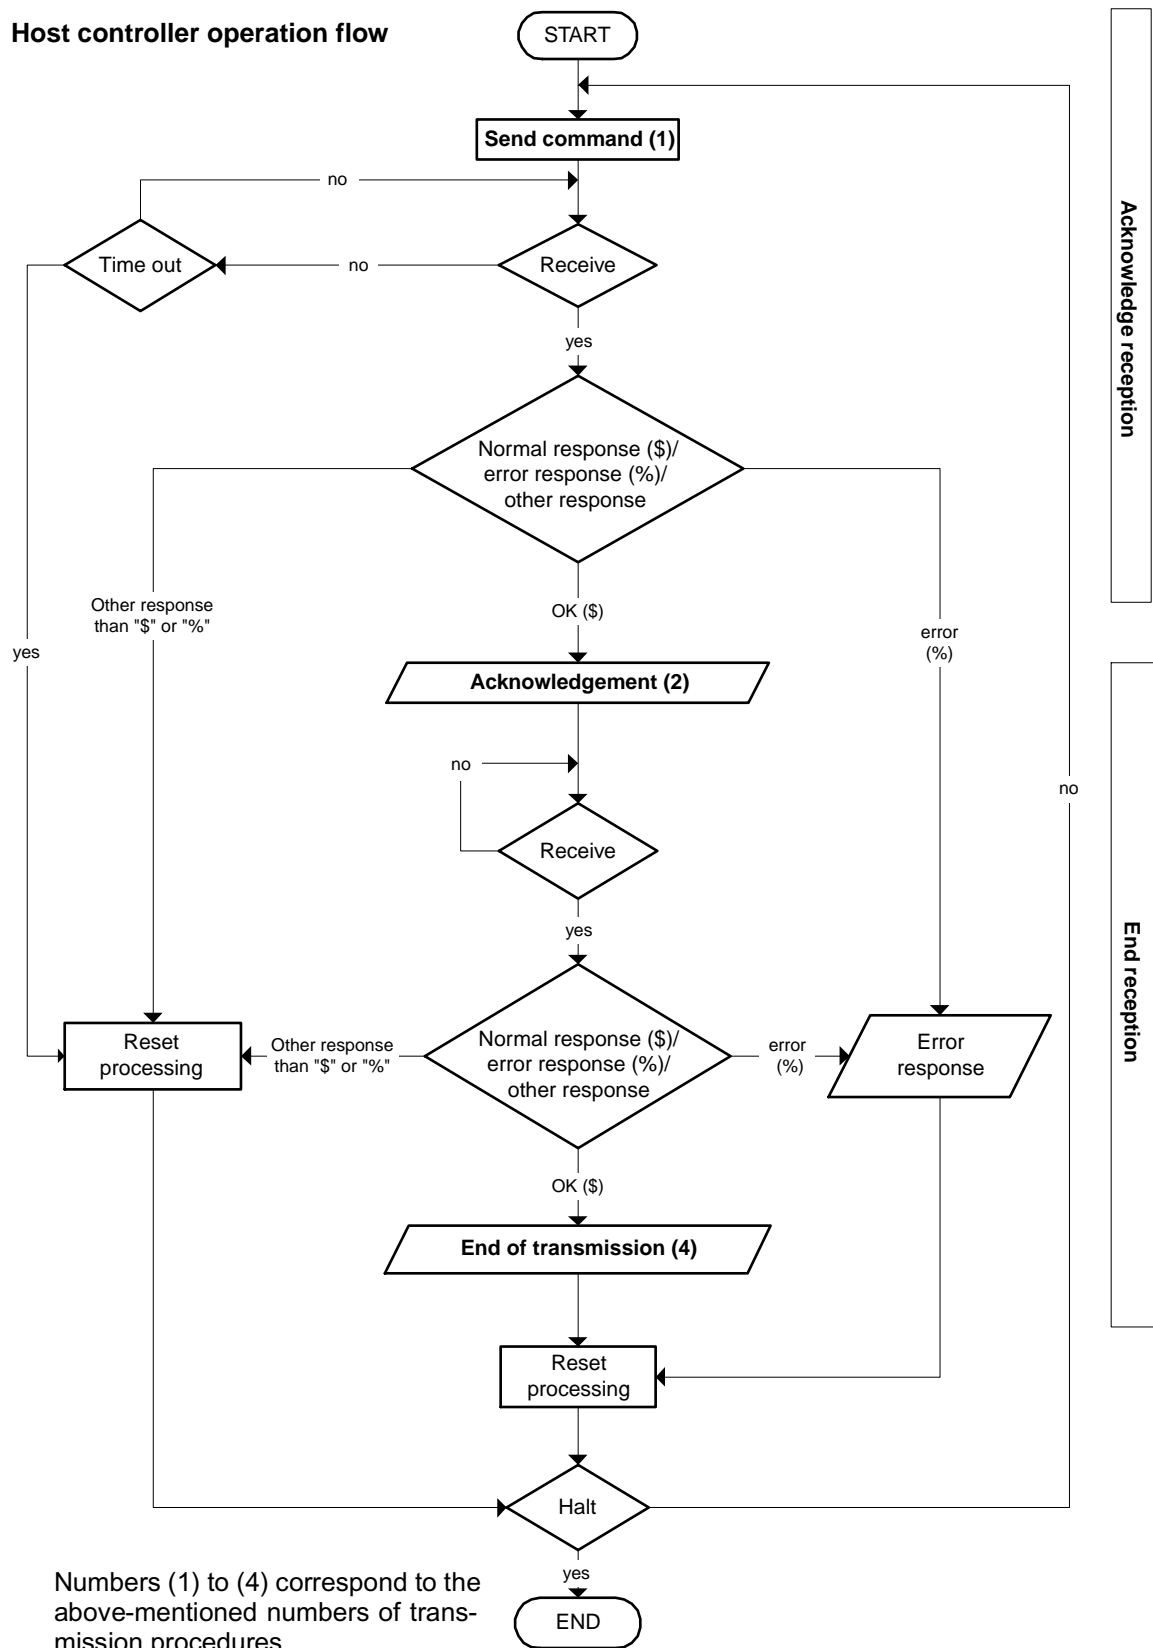 Host controller operation flow
START
Send command (1)
no
Time out
no
Receive
yes
Normal response ($)/
error response (%)/
other response
Other response
than "$" or "%"
OK ($)
error
(%)
yes
Acknowledgement (2)
no
no
Receive
yes
Reset
processing
Other response
than "$" or "%"
Normal response ($)/
error response (%)/
other response
error
(%)
Error
response
OK ($)
End of transmission (4)
Reset
processing
Halt
yes
END
Numbers (1) to (4) correspond to the
above-mentioned numbers of trans-
mission procedures
Acknowledge reception
End reception